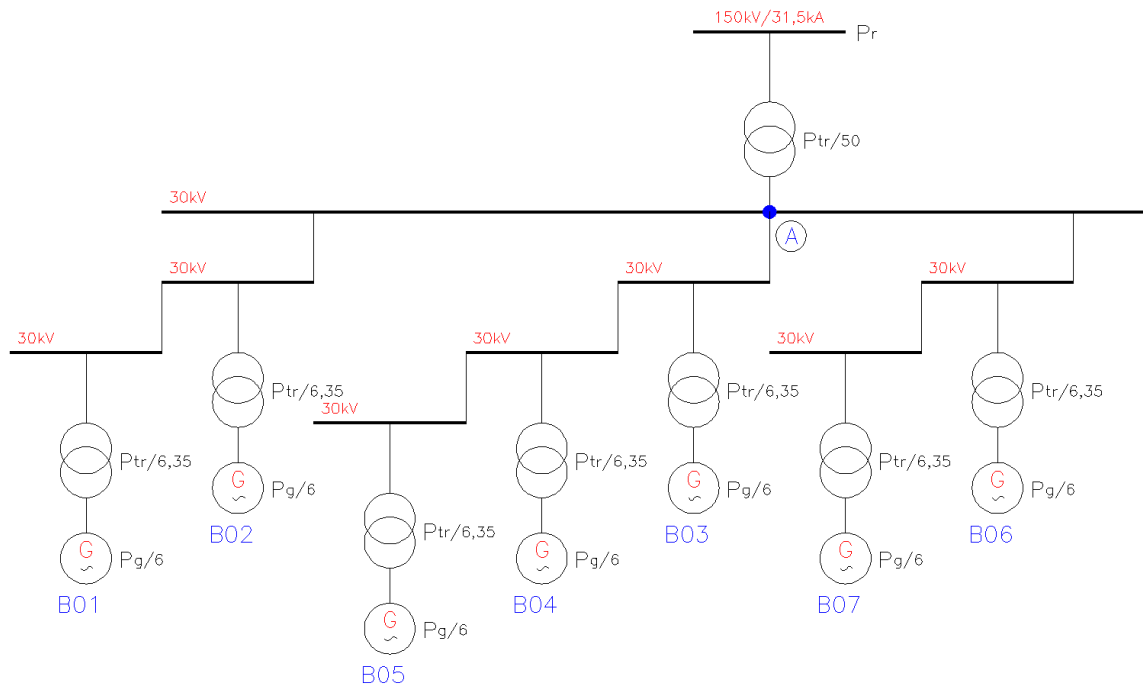 150kV/31,5kA
Pr
Ptr/50
30kV
A
30kV
30kV
30kV
30kV
30kV
30kV
Ptr/6,35
Ptr/6,35
Ptr/6,35
30kV
Ptr/6,35
Ptr/6,35
Ptr/6,35
G
~
Pg/6
G
~
Pg/6
G
~
Pg/6
B02
Ptr/6,35
B03
B06
G
~
Pg/6
G
~
Pg/6
G
~
Pg/6
B01
B04
B07
G
~
Pg/6
B05